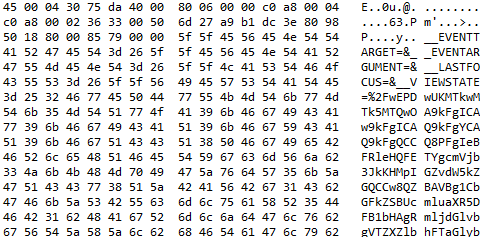 45 00 04 30 75 da 40 00 80 06 00 00 c0 a8 00 04 E..0u.@. ........
c0 a8 00 02 36 33 00 50 6d 27 a9 b1 dc 3e 80 98 ....63.P m'...>..
50 18 80 00 85 79 00 00 5f 5f 45 56 45 4e 54 54 P....y.. __EVENTT
41 52 47 45 54 3d 26 5f 5f 45 56 45 4e 54 41 52 ARGET=&_ _EVENTAR
47 55 4d 45 4e 54 3d 26 5f 5f 4c 41 53 54 46 4f GUMENT=& __LASTFO
43 55 53 3d 26 5f 5f 56 49 45 57 53 54 41 54 45 CUS=&__V IEWSTATE
3d 25 32 46 77 45 50 44 77 55 4b 4d 54 6b 77 4d =%2FwEPD wUKMTkwM
54 6b 35 4d 54 51 77 4f 41 39 6b 46 67 49 43 41 Tk5MTQwO A9kFgICA
77 39 6b 46 67 49 43 41 51 39 6b 46 67 59 43 41 w9kFgICA Q9kFgYCA
51 39 6b 46 67 51 43 43 51 38 50 46 67 49 65 42 Q9kFgQCC Q8PFgIeB
46 52 6c 65 48 51 46 45 54 59 67 63 6d 56 6a 62 FRleHQFE TYgcmVjb
33 4a 6b 4b 48 4d 70 49 47 5a 76 64 57 35 6b 5a 3JkKHMpI GZvdW5kZ
47 51 43 43 77 38 51 5a 42 41 56 42 67 31 43 62 GQCCw8QZ BAVBg1Cb
47 46 6b 5a 53 42 55 63 6d 6c 75 61 58 52 35 44 GFkZSBUc mluaXR5D
46 42 31 62 48 41 67 52 6d 6c 6a 64 47 6c 76 62 FB1bHAgR mljdGlvb
67 56 54 5a 58 5a 6c 62 68 46 54 61 47 6c 79 62 gVTZXZlb hFTaGlyb